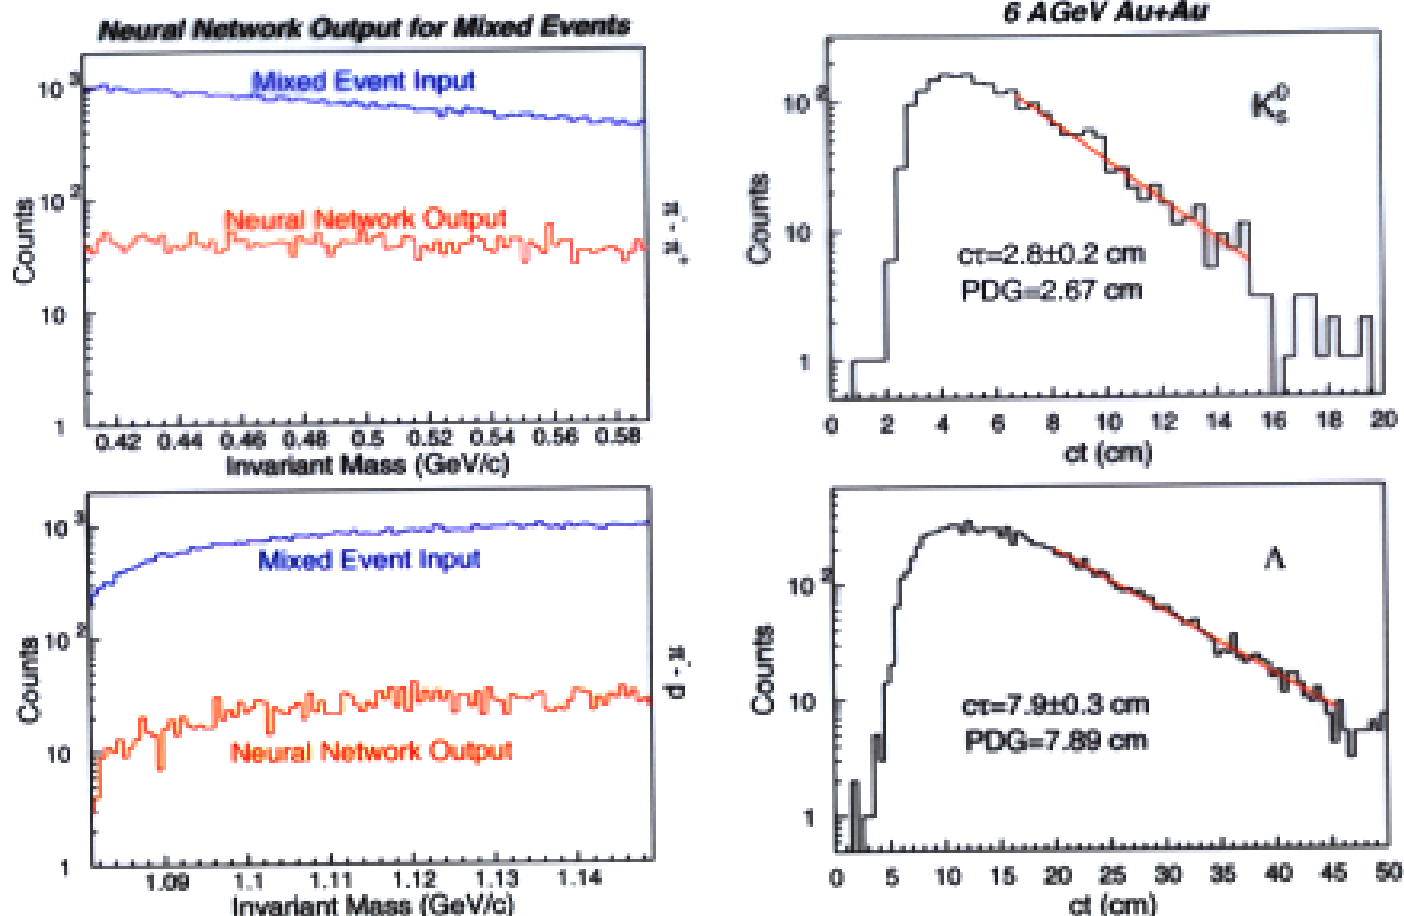 Neural Network Output for Mixed Events
10³
Mixed Event Input
10²
Neural Network Output
10
1
Counts
π⁺ - π⁻
0.42 0.44 0.46 0.48 0.5 0.52 0.54 0.56 0.58
Invariant Mass (GeV/c)
6 AGeV Au+Au
10²
K⁰s
Counts
10
cτ=2.8±0.2 cm
PDG=2.67 cm
1
0 2 4 6 8 10 12 14 16 18 20
ct (cm)
10³
Mixed Event Input
10²
Counts
p - π⁻
10
Neural Network Output
1
1.09 1.1 1.11 1.12 1.13 1.14
Invariant Mass (GeV/c)
Λ
10²
Counts
10
cτ=7.9±0.3 cm
PDG=7.89 cm
1
0 5 10 15 20 25 30 35 40 45 50
ct (cm)